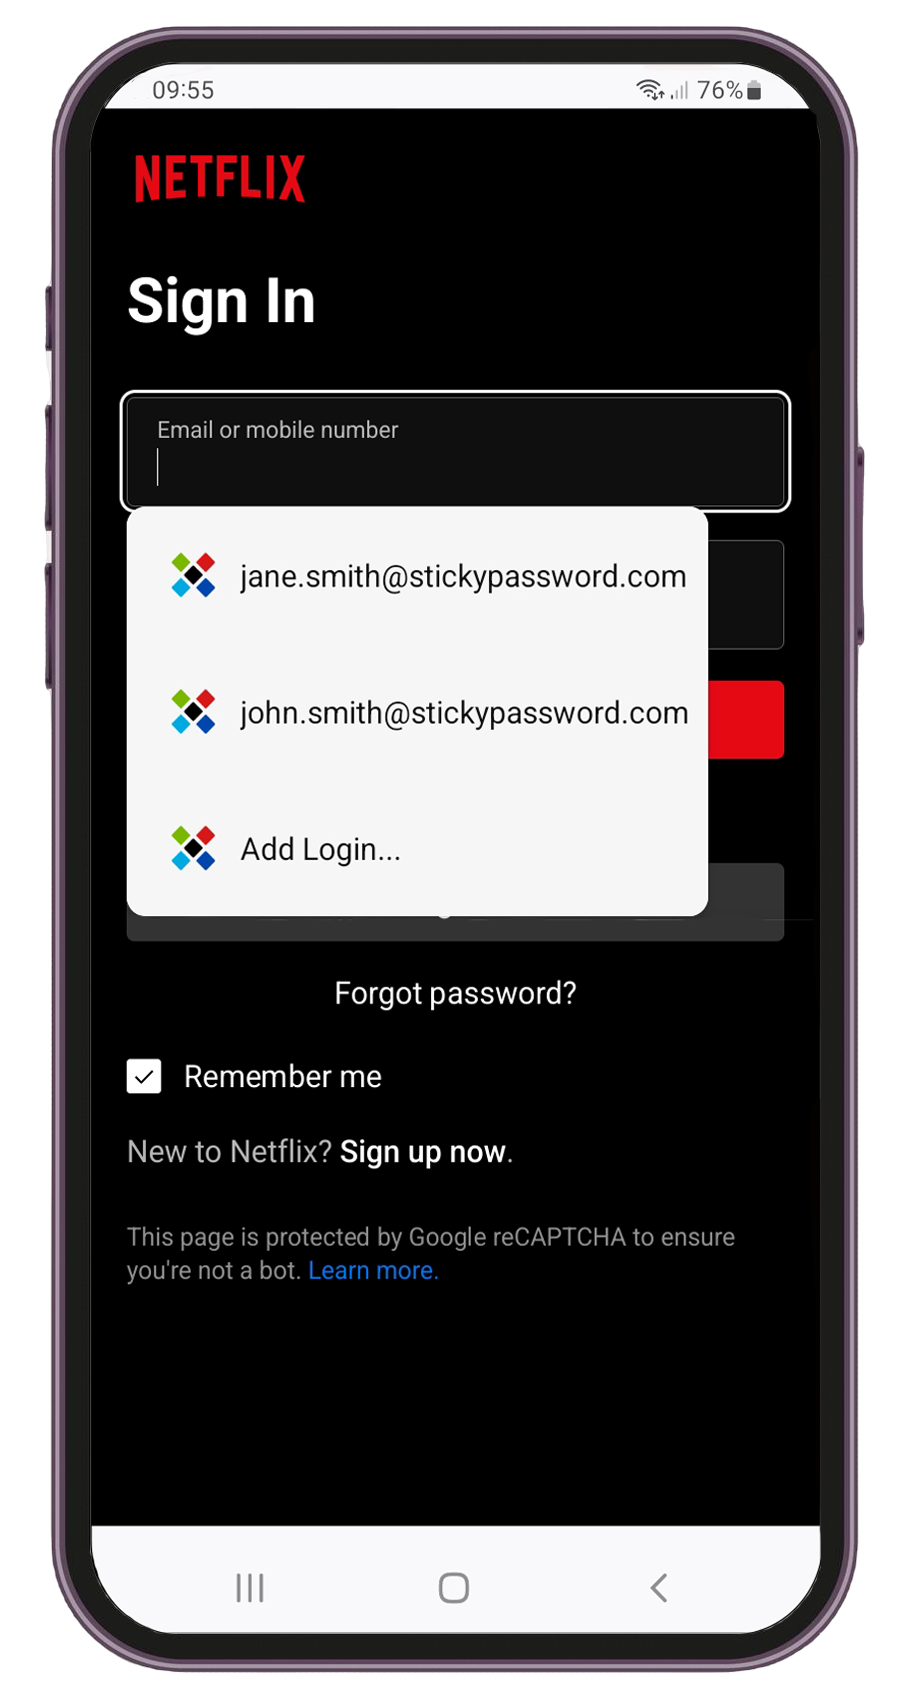 09:55
76%
NETFLIX
Sign In
Email or mobile number
jane.smith@stickypassword.com
john.smith@stickypassword.com
Add Login...
Forgot password?
Remember me
New to Netflix? Sign up now.
This page is protected by Google reCAPTCHA to ensure
you're not a bot. Learn more.